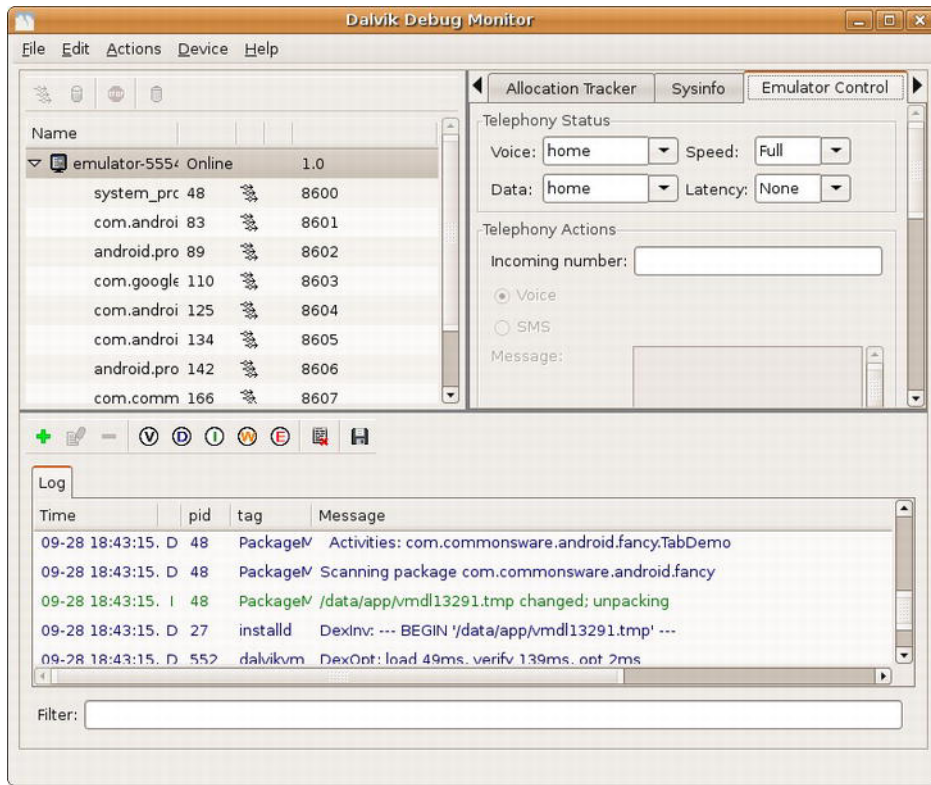 Dalvik Debug Monitor
File Edit Actions Device Help
Name
emulator-5554 Online 1.0
system_prc 48 8600
com.androi 83 8601
android.pro 89 8602
com.google 110 8603
com.androi 125 8604
com.androi 134 8605
android.pro 142 8606
com.comm 166 8607
Allocation Tracker Sysinfo Emulator Control
Telephony Status
Voice: home Speed: Full
Data: home Latency: None
Telephony Actions
Incoming number:
Voice
SMS
Message:
V D I W E
Log
Time pid tag Message
09-28 18:43:15. D 48 PackageM Activities: com.commonsware.android.fancy.TabDemo
09-28 18:43:15. D 48 PackageM Scanning package com.commonsware.android.fancy
09-28 18:43:15. I 48 PackageM /data/app/vmdl13291.tmp changed; unpacking
09-28 18:43:15. D 27 installd DexInv: --- BEGIN '/data/app/vmdl13291.tmp' ---
09-28 18:43:15. D 552 dalvikvm DexOpt: load 49ms, verify 139ms, opt 2ms
Filter: